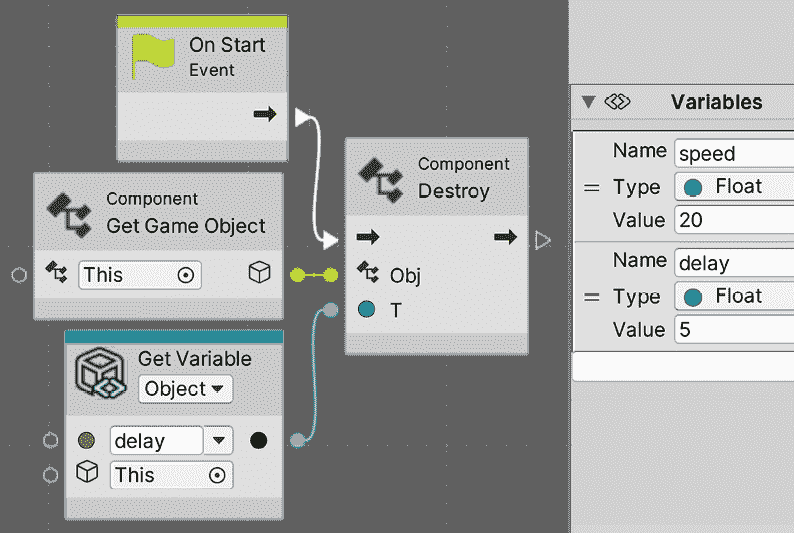 On Start
Event
Component
Get Game Object
This
Component
Destroy
Obj
T
Get Variable
Object
delay
This
Variables
Name speed
Type Float
Value 20
Name delay
Type Float
Value 5